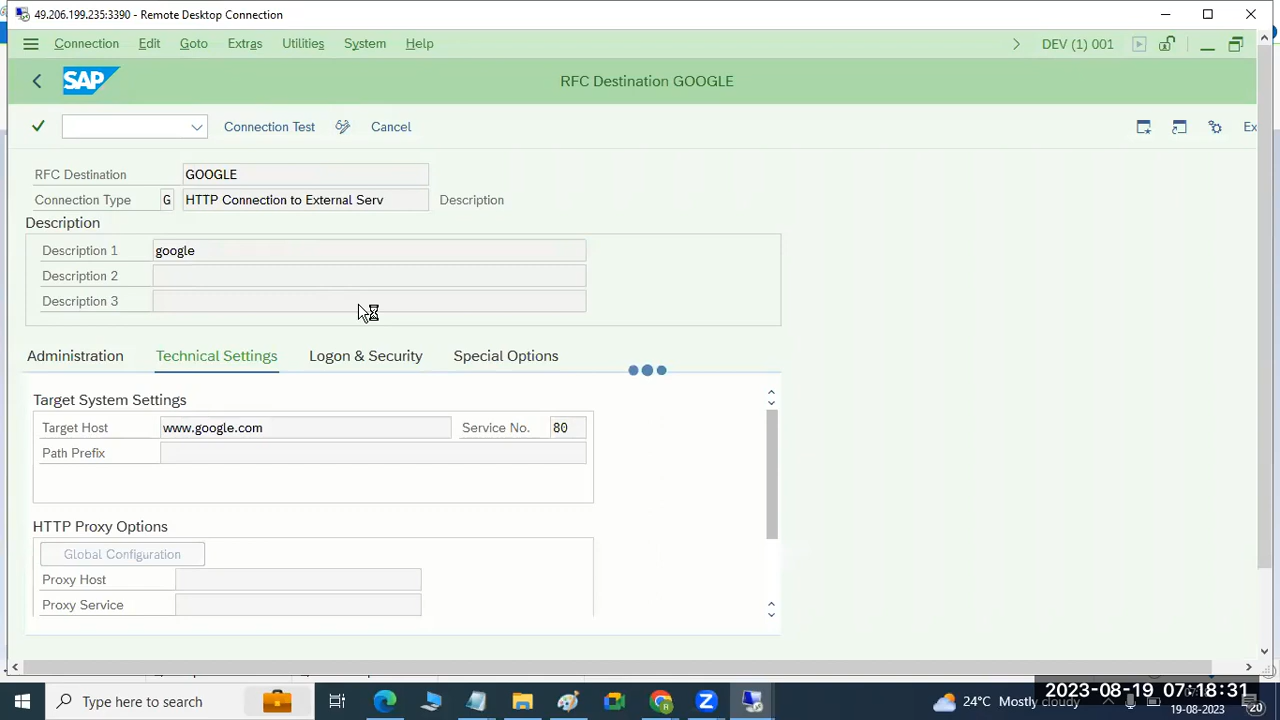 49.206.199.235:3390 - Remote Desktop Connection
Connection Edit Goto Extras Utilities System Help DEV (1) 001
SAP RFC Destination GOOGLE
Connection Test Cancel Ex
RFC Destination GOOGLE
Connection Type G HTTP Connection to External Serv Description
Description
Description 1 google
Description 2
Description 3
Administration Technical Settings Logon & Security Special Options
Target System Settings
Target Host www.google.com Service No. 80
Path Prefix
HTTP Proxy Options
Global Configuration
Proxy Host
Proxy Service
Type here to search 24°C Mostly cloudy 2023-08-19 07:18:31
19-08-2023 20